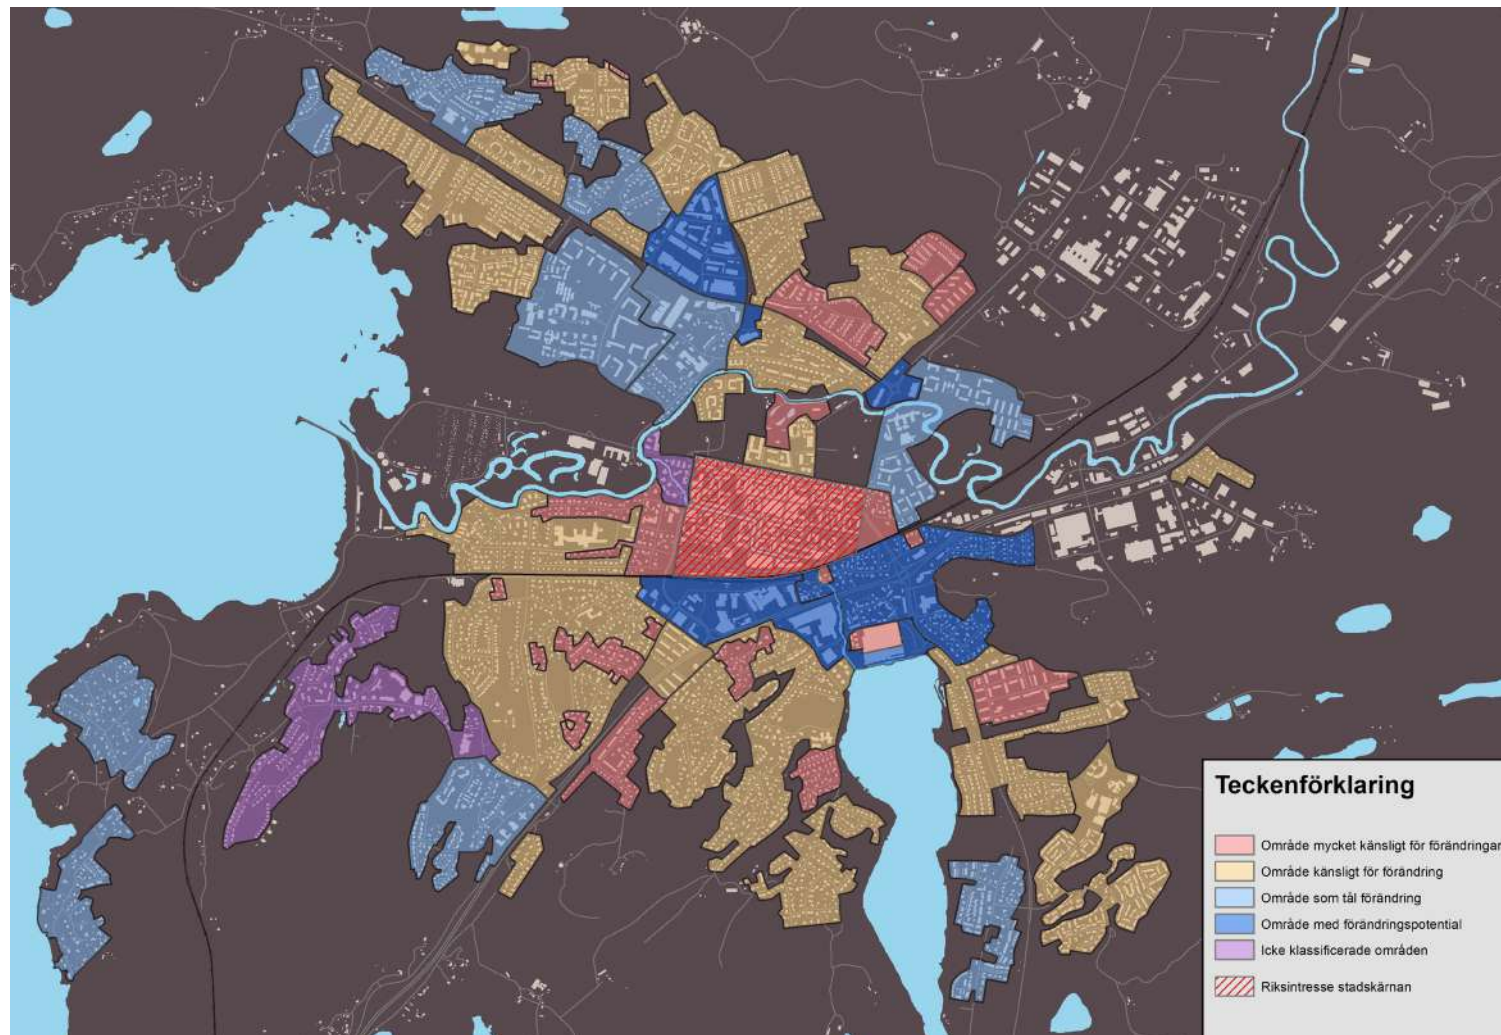 Teckenförklaring
Område mycket känsligt för förändringar
Område känsligt för förändring
Område som tål förändring
Område med förändringspotential
Icke klassificerade områden
Riksintresse stadskärnan